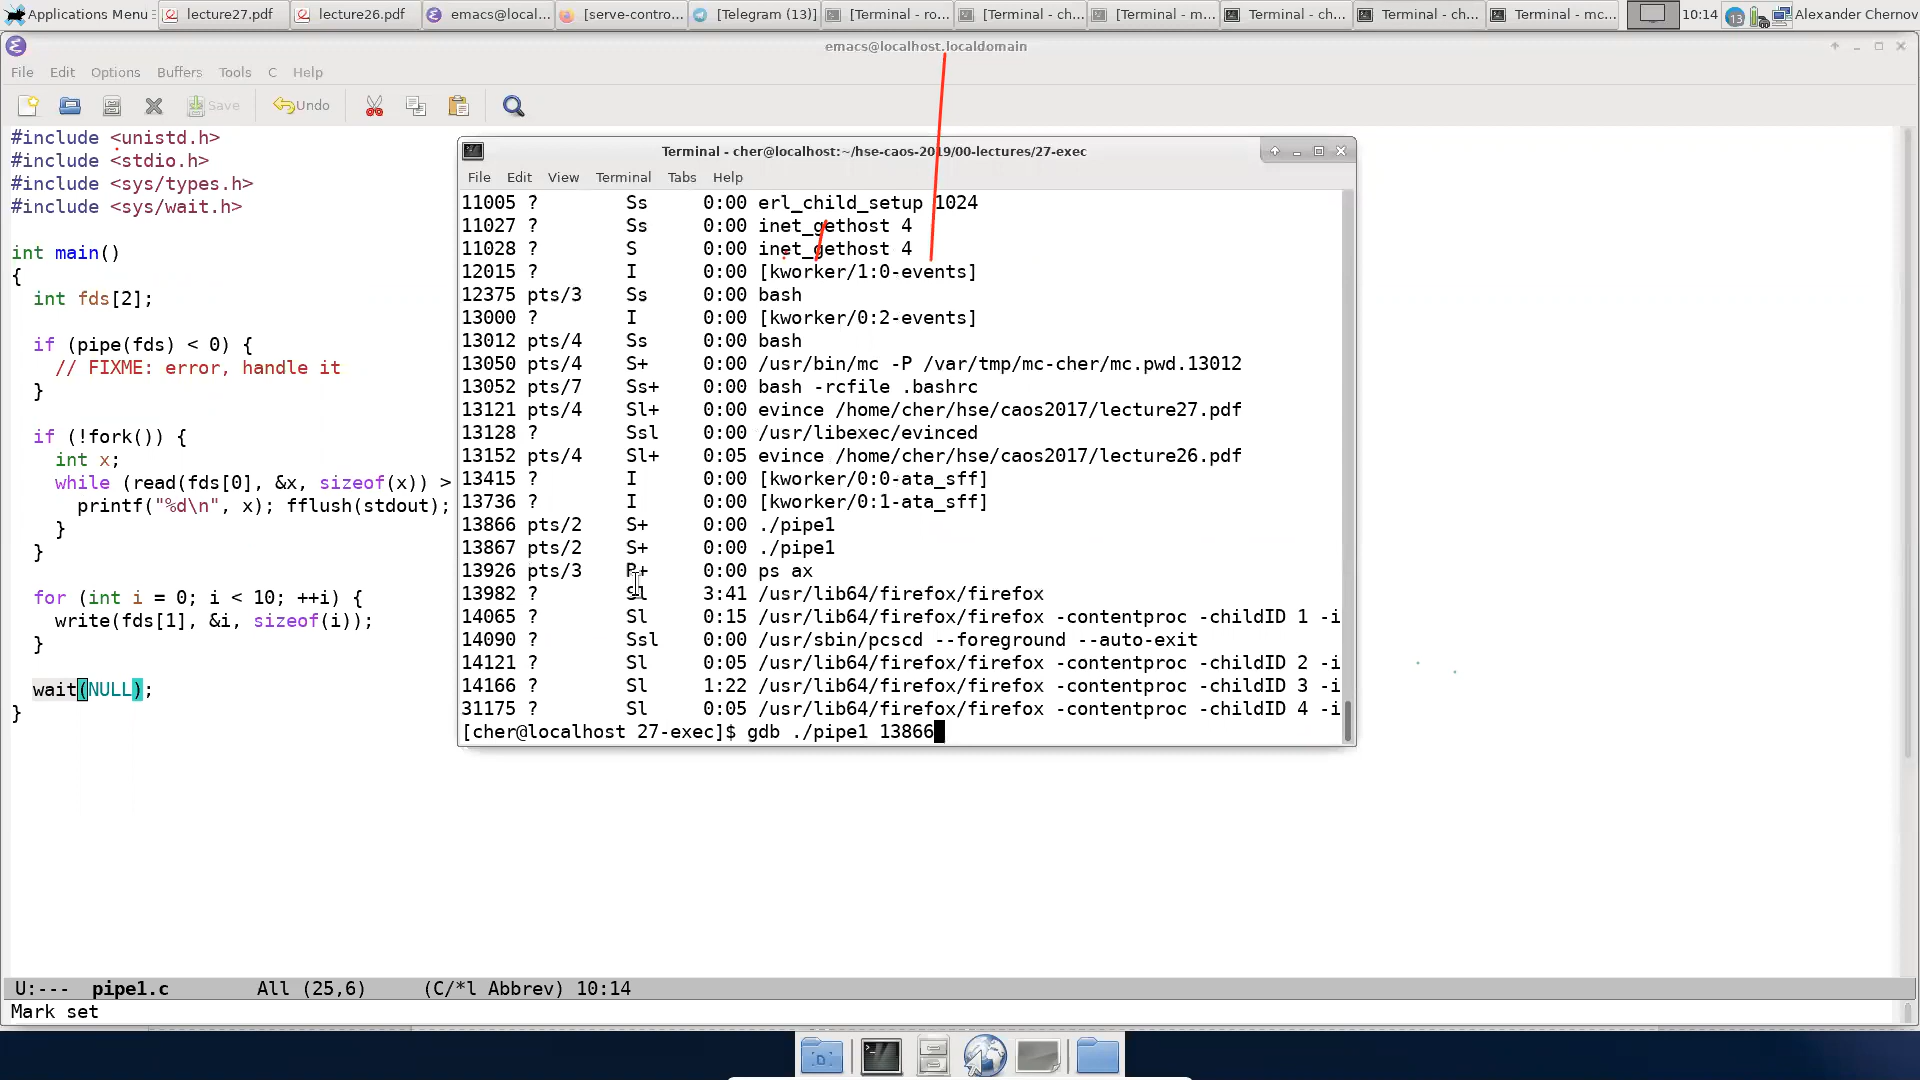 Applications Menu
lecture27.pdf
lecture26.pdf
emacs@local...
[serve-contro...
[Telegram (13)]
[Terminal - ro...
[Terminal - ch...
[Terminal - m...
Terminal - ch...
Terminal - ch...
Terminal - mc...
10:14
13
Alexander Chernov
emacs@localhost.localdomain
File Edit Options Buffers Tools C Help
Save
Undo
#include <unistd.h>
#include <stdio.h>
#include <sys/types.h>
#include <sys/wait.h>
int main()
{
int fds[2];
if (pipe(fds) < 0) {
// FIXME: error, handle it
}
if (!fork()) {
int x;
while (read(fds[0], &x, sizeof(x)) >
printf("%d\n", x); fflush(stdout);
}
}
for (int i = 0; i < 10; ++i) {
write(fds[1], &i, sizeof(i));
}
wait(NULL);
}
Terminal - cher@localhost:~/hse-caos-2019/00-lectures/27-exec
File Edit View Terminal Tabs Help
11005 ? Ss 0:00 erl_child_setup 1024
11027 ? Ss 0:00 inet_gethost 4
11028 ? S 0:00 inet_gethost 4
12015 ? I 0:00 [kworker/1:0-events]
12375 pts/3 Ss 0:00 bash
13000 ? I 0:00 [kworker/0:2-events]
13012 pts/4 Ss 0:00 bash
13050 pts/4 S+ 0:00 /usr/bin/mc -P /var/tmp/mc-cher/mc.pwd.13012
13052 pts/7 Ss+ 0:00 bash -rcfile .bashrc
13121 pts/4 Sl+ 0:00 evince /home/cher/hse/caos2017/lecture27.pdf
13128 ? Ssl 0:00 /usr/libexec/evinced
13152 pts/4 Sl+ 0:05 evince /home/cher/hse/caos2017/lecture26.pdf
13415 ? I 0:00 [kworker/0:0-ata_sff]
13736 ? I 0:00 [kworker/0:1-ata_sff]
13866 pts/2 S+ 0:00 ./pipe1
13867 pts/2 S+ 0:00 ./pipe1
13926 pts/3 R+ 0:00 ps ax
13982 ? Sl 3:41 /usr/lib64/firefox/firefox
14065 ? Sl 0:15 /usr/lib64/firefox/firefox -contentproc -childID 1 -i
14090 ? Ssl 0:00 /usr/sbin/pcscd --foreground --auto-exit
14121 ? Sl 0:05 /usr/lib64/firefox/firefox -contentproc -childID 2 -i
14166 ? Sl 1:22 /usr/lib64/firefox/firefox -contentproc -childID 3 -i
31175 ? Sl 0:05 /usr/lib64/firefox/firefox -contentproc -childID 4 -i
[cher@localhost 27-exec]$ gdb ./pipe1 13866
U:--- pipe1.c All (25,6) (C/*l Abbrev) 10:14
Mark set